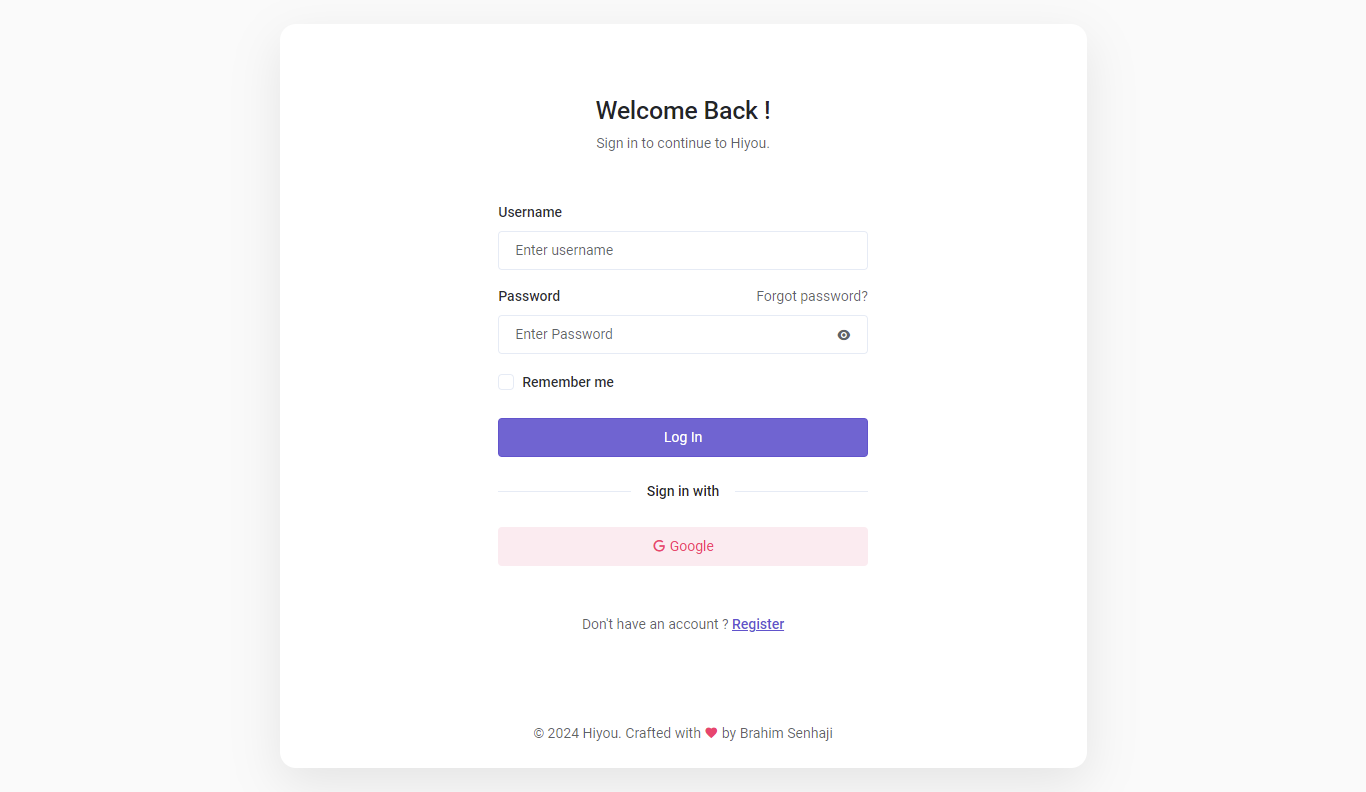 Welcome Back !
Sign in to continue to Hiyou.
Username
Enter username
Password Forgot password?
Enter Password
Remember me
Log In
Sign in with
Google
Don't have an account ? Register
© 2024 Hiyou. Crafted with ❤ by Brahim Senhaji